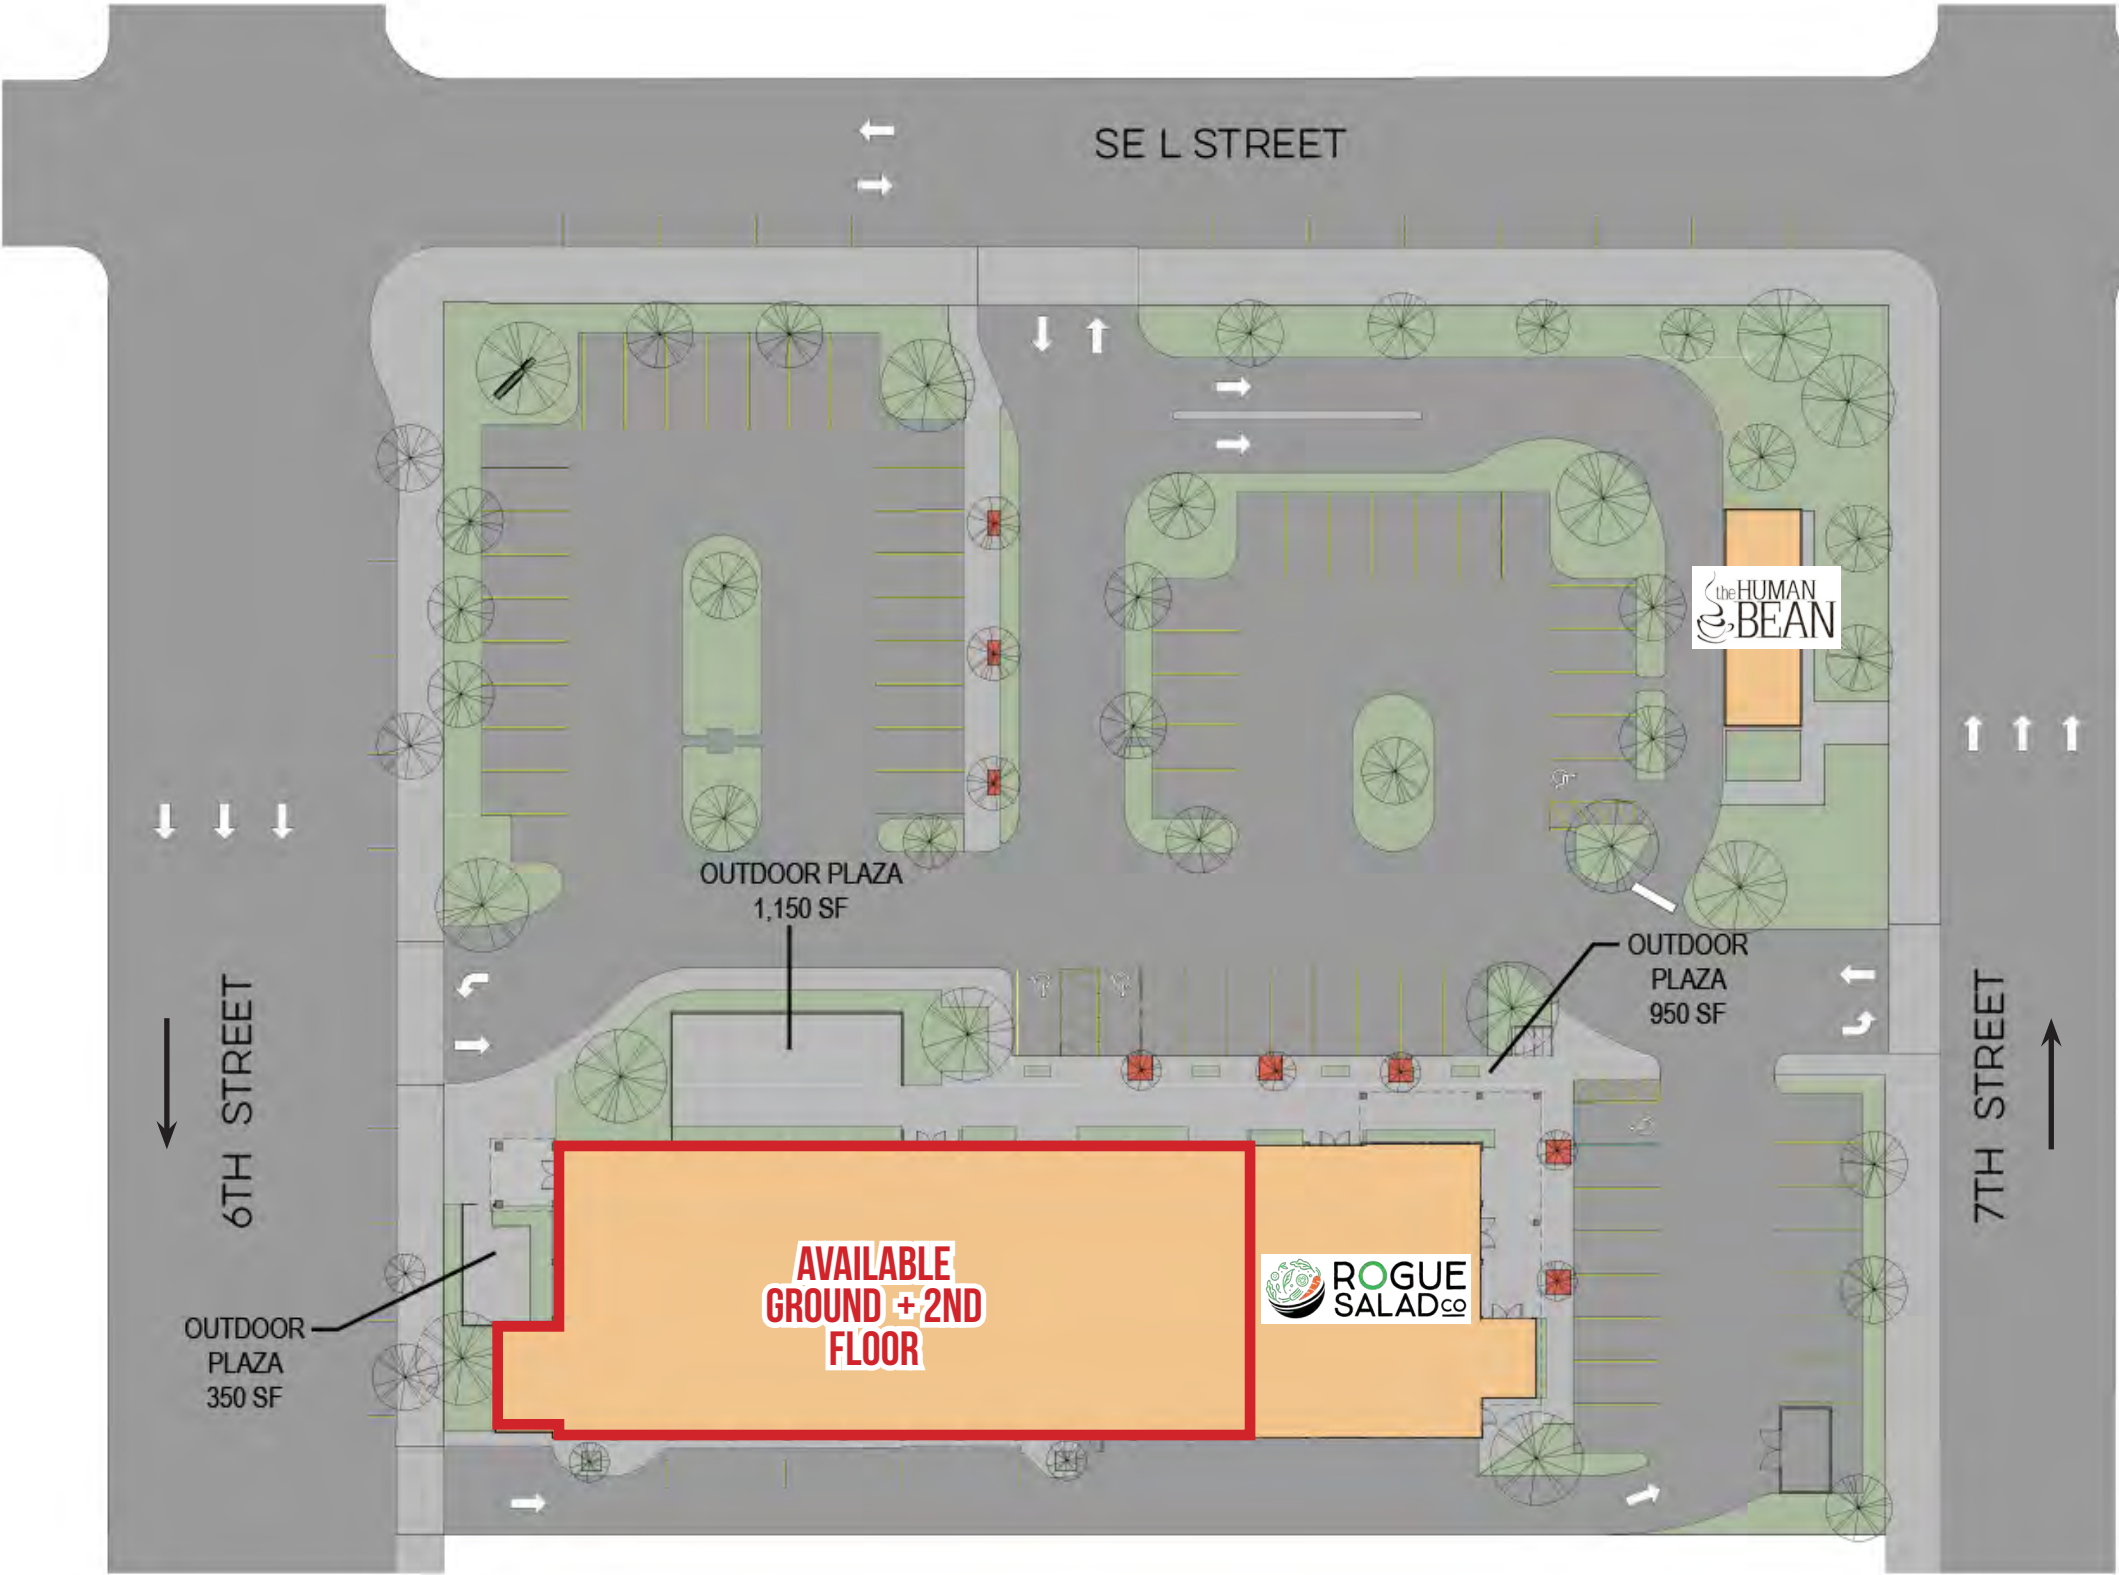 SE L STREET
the HUMAN
BEAN
OUTDOOR PLAZA
1,150 SF
OUTDOOR
PLAZA
950 SF
6TH STREET
7TH STREET
AVAILABLE
GROUND + 2ND
FLOOR
ROGUE
SALAD CO
OUTDOOR
PLAZA
350 SF